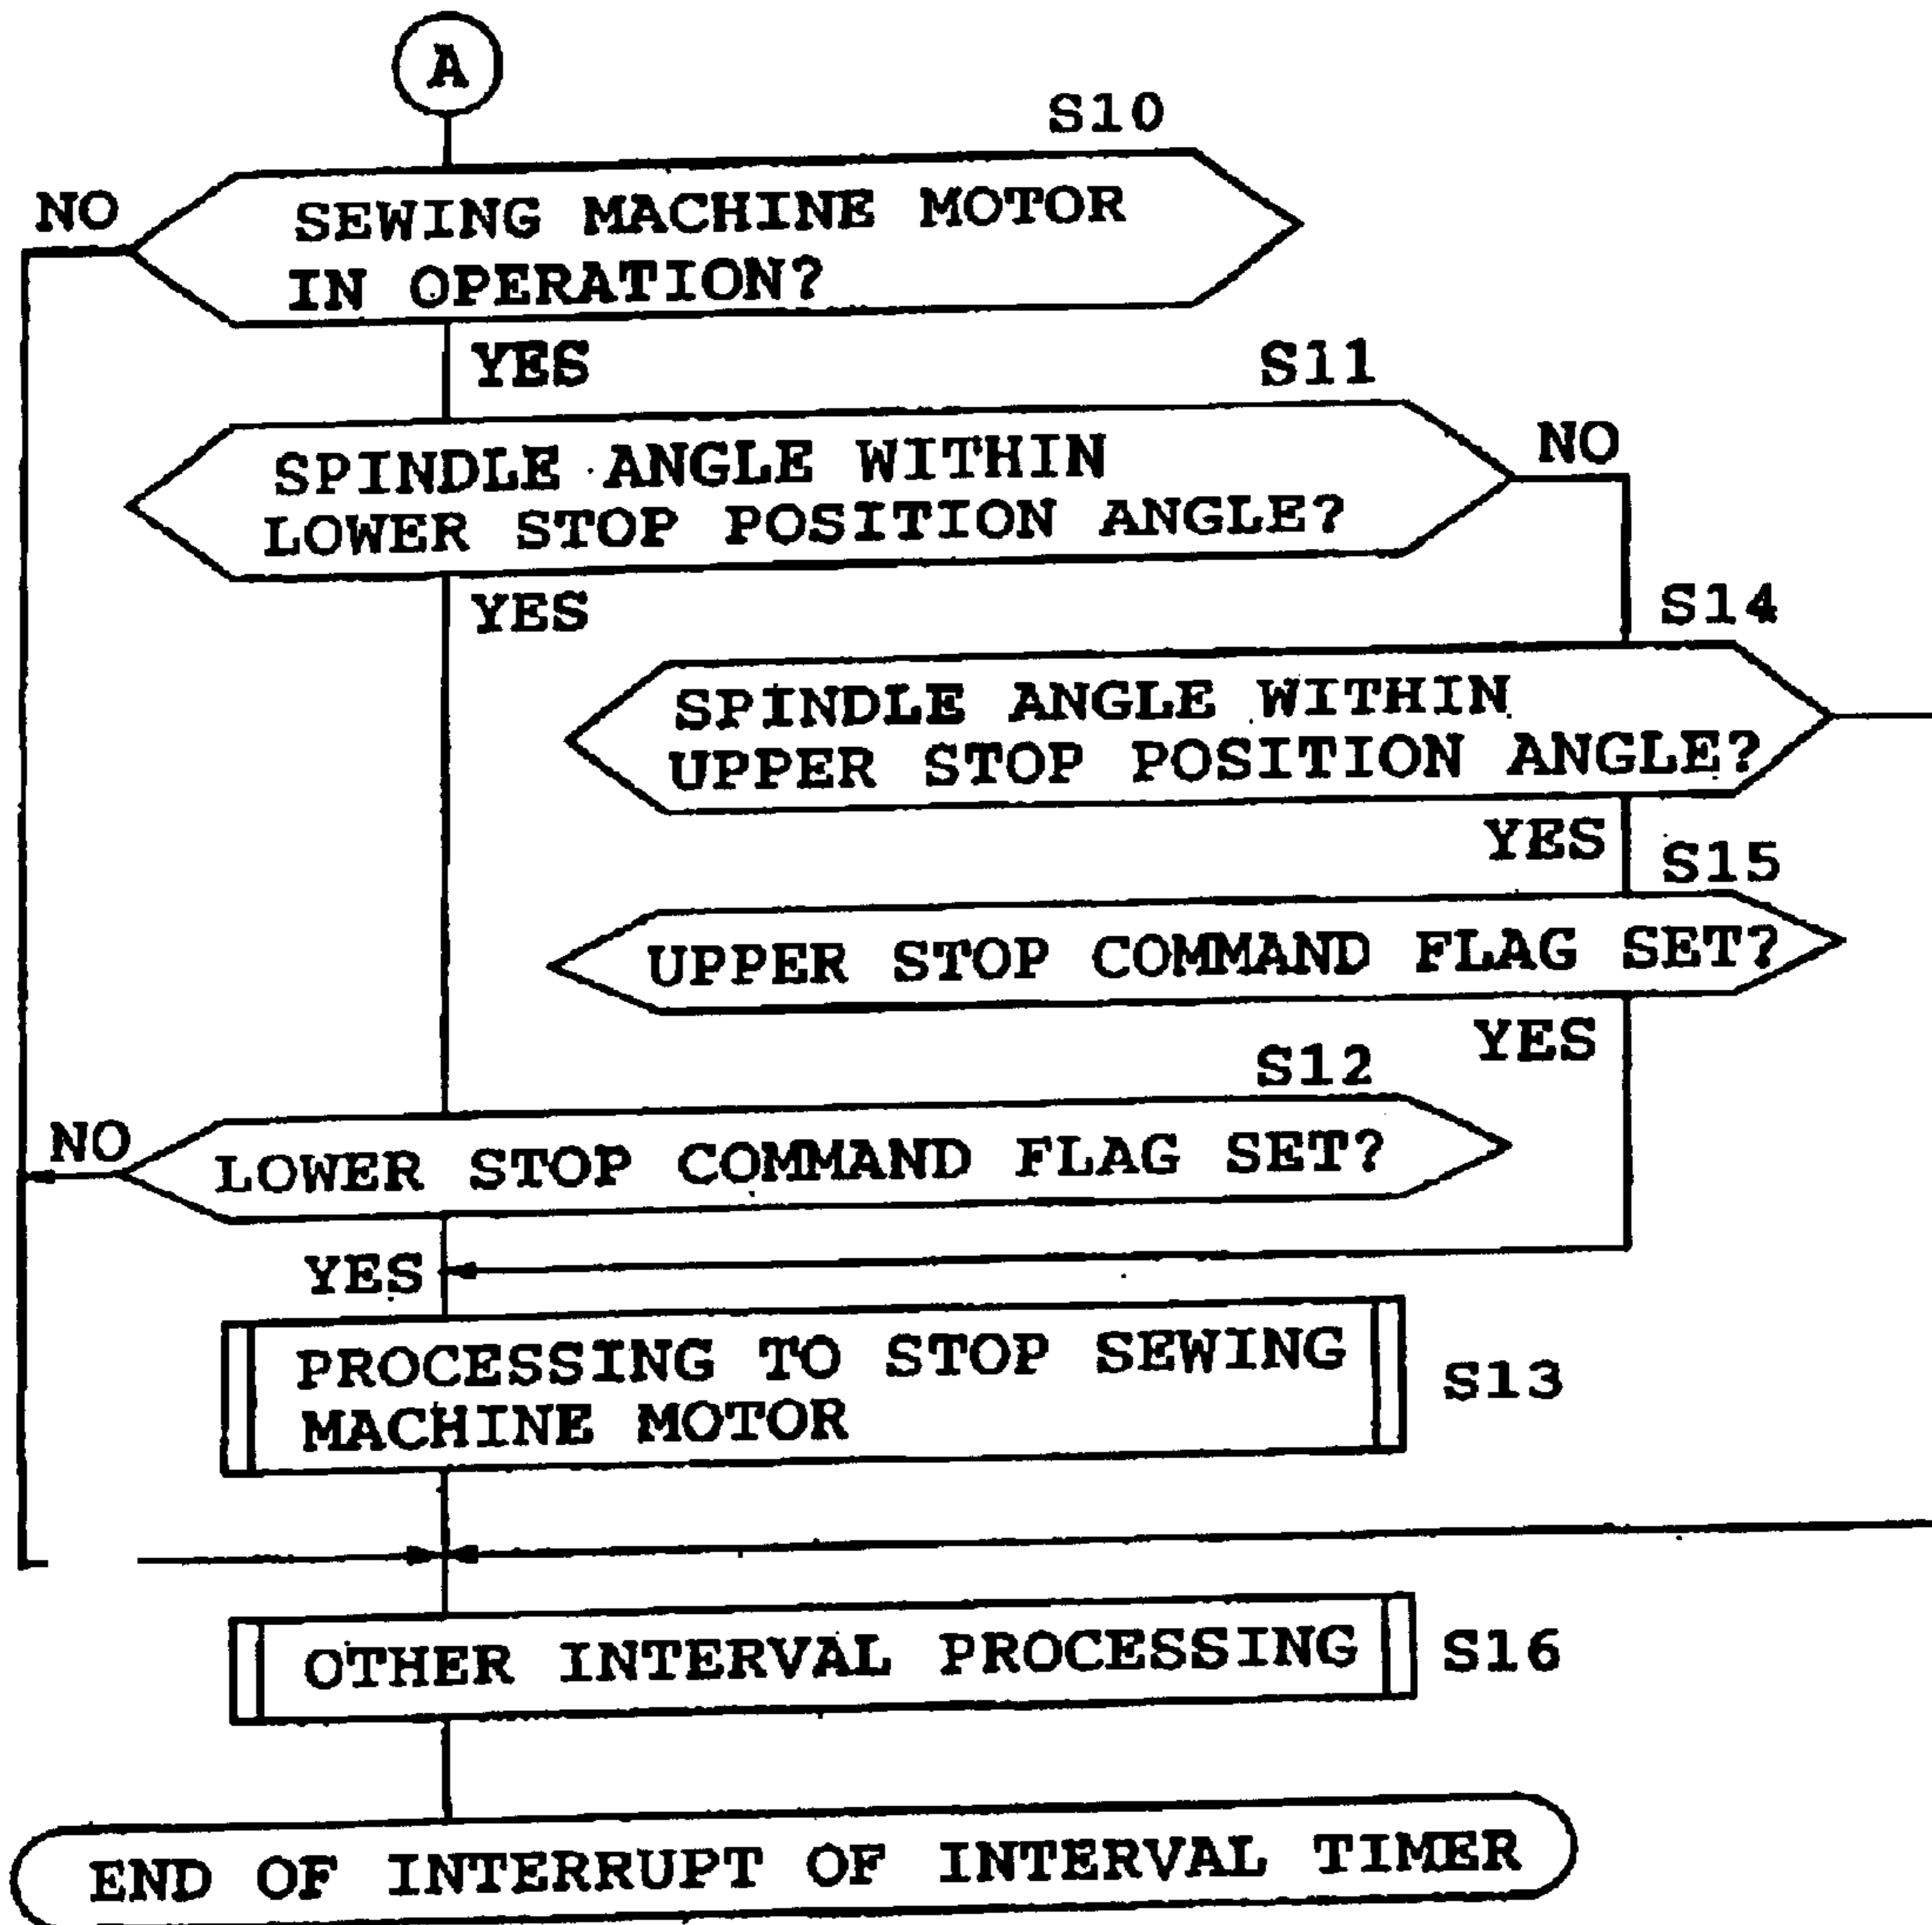 A
S10
NO
SEWING MACHINE MOTOR
IN OPERATION?
YES
S11
NO
SPINDLE ANGLE WITHIN
LOWER STOP POSITION ANGLE?
YES
S14
SPINDLE ANGLE WITHIN
UPPER STOP POSITION ANGLE?
YES
S15
UPPER STOP COMMAND FLAG SET?
YES
S12
NO
LOWER STOP COMMAND FLAG SET?
YES
PROCESSING TO STOP SEWING
MACHINE MOTOR
S13
OTHER INTERVAL PROCESSING
S16
END OF INTERRUPT OF INTERVAL TIMER